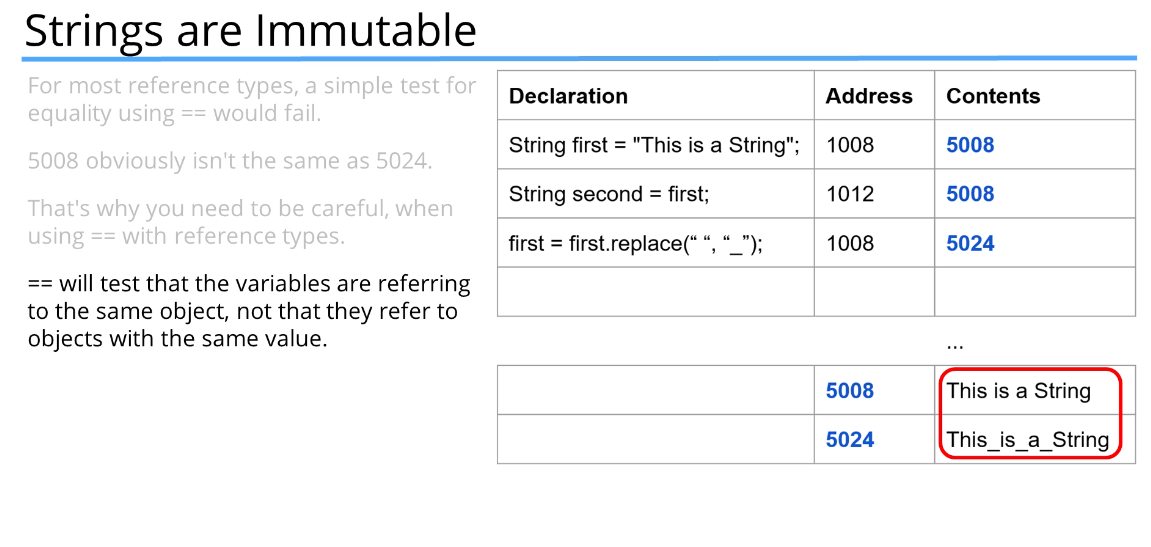 Strings are Immutable
For most reference types, a simple test for
equality using == would fail.
5008 obviously isn't the same as 5024.
That's why you need to be careful, when
using == with reference types.
== will test that the variables are referring
to the same object, not that they refer to
objects with the same value.
Declaration Address Contents
String first = "This is a String"; 1008 5008
String second = first; 1012 5008
first = first.replace(“ “, “_”); 1008 5024
...
5008 This is a String
5024 This_is_a_String